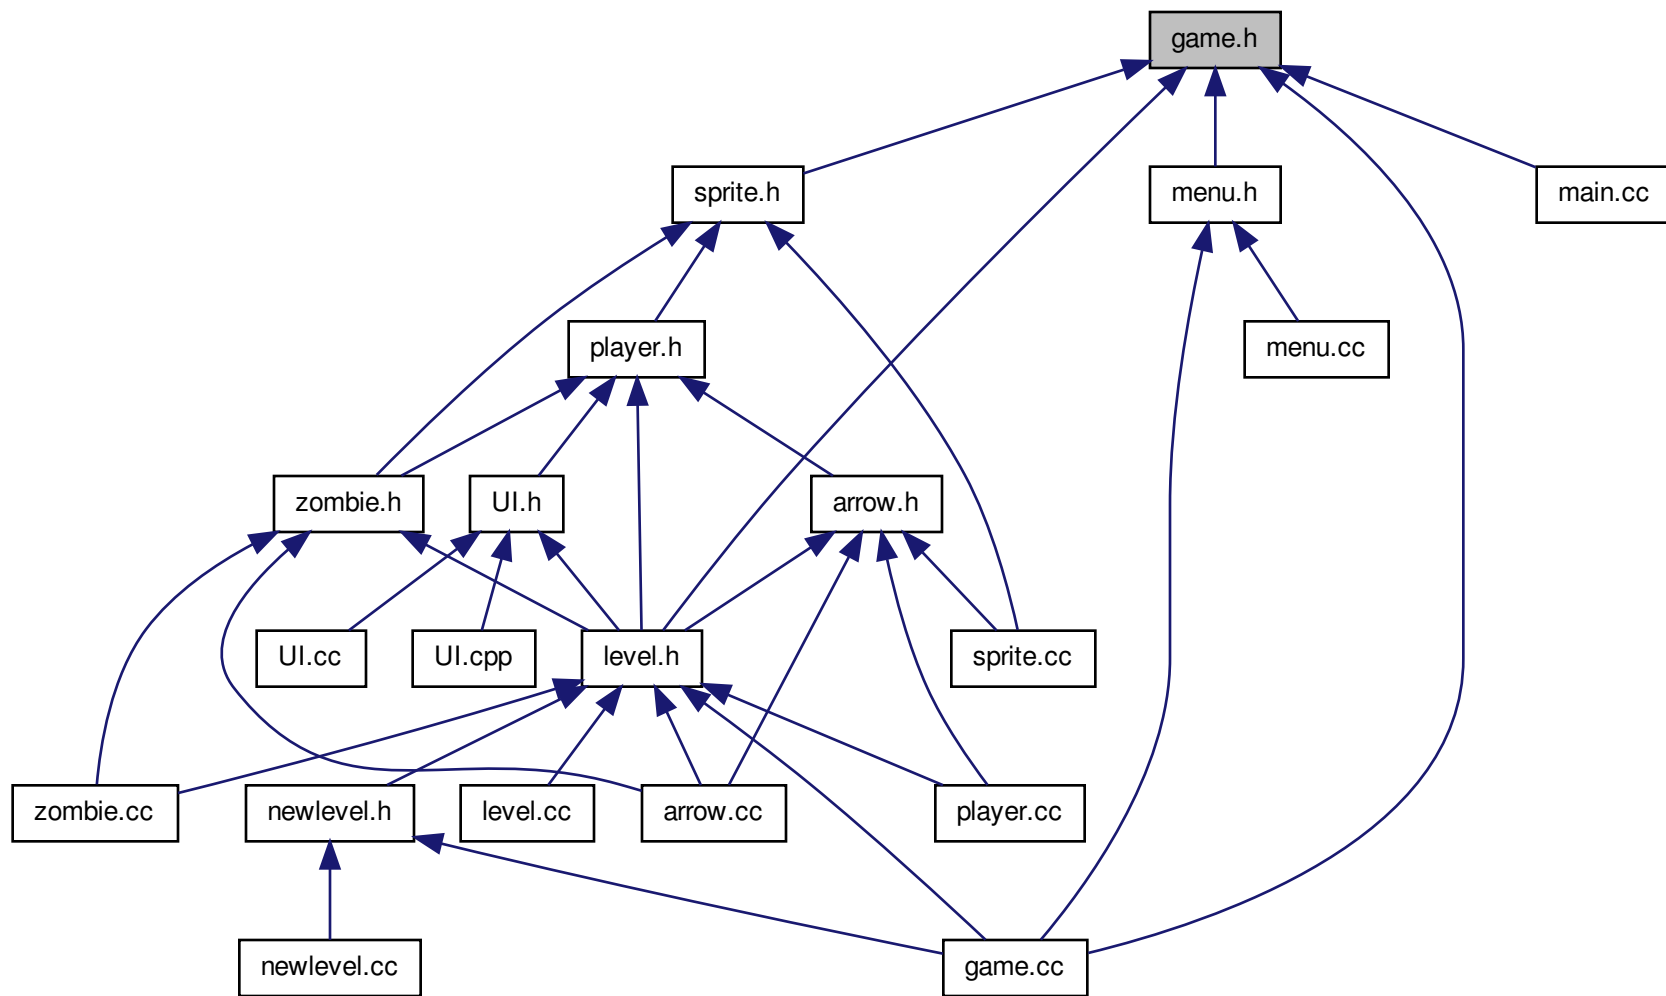 game.h
sprite.h
menu.h
main.cc
player.h
menu.cc
zombie.h
UI.h
arrow.h
UI.cc
UI.cpp
level.h
sprite.cc
zombie.cc
newlevel.h
level.cc
arrow.cc
player.cc
newlevel.cc
game.cc